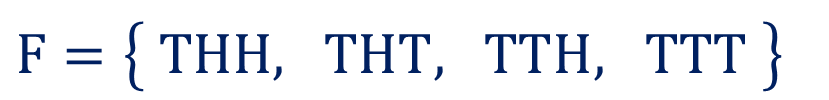 F = { THH, THT, TTH, TTT }